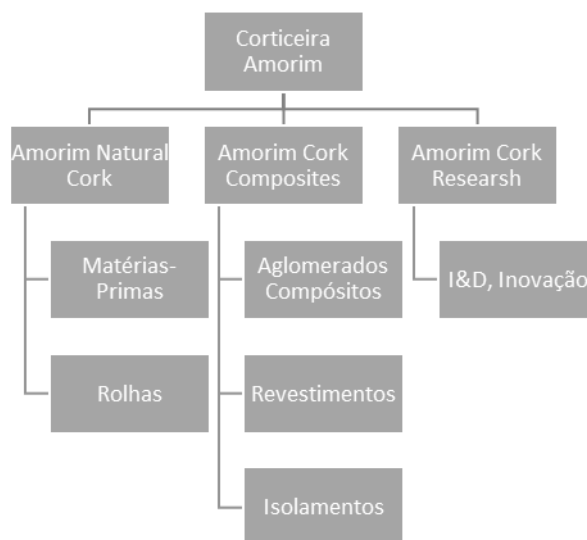 Corticeira
Amorim
Amorim Natural
Cork
Amorim Cork
Composites
Amorim Cork
Researsh
Matérias-
Primas
Aglomerados
Compósitos
I&D, Inovação
Rolhas
Revestimentos
Isolamentos